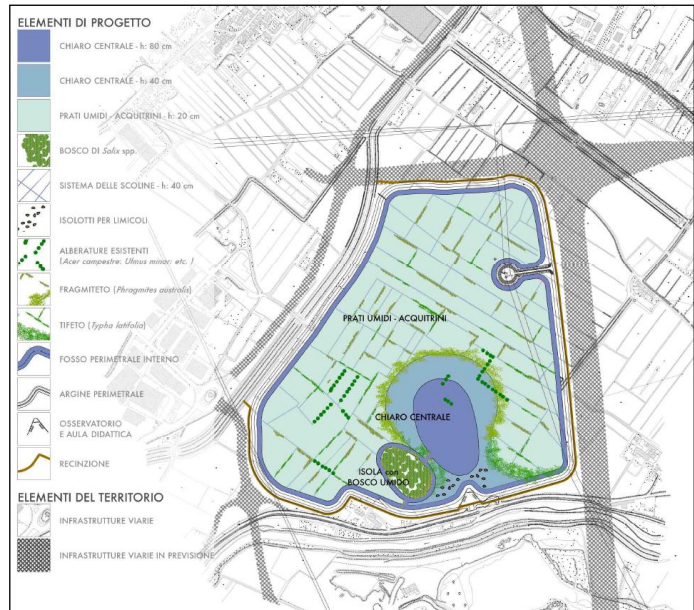 ELEMENTI DI PROGETTO
CHIARO CENTRALE - h: 80 cm
CHIARO CENTRALE - h: 40 cm
PRATI UMIDI - ACQUITRINI - h: 20 cm
BOSCO DI Salix spp.
SISTEMA DELLE SCOLINE - h: 40 cm
ISOLOTTI PER LIMICOLI
ALBERATURE ESISTENTI
(Acer campestre: Ulmus minor: etc. )
FRAGMITETO (Phragmites australis)
TIFETO (Typha latifolia)
FOSSO PERIMETRALE INTERNO
ARGINE PERIMETRALE
OSSERVATORIO
E AULA DIDATTICA
RECINZIONE
ELEMENTI DEL TERRITORIO
INFRASTRUTTURE VIARIE
INFRASTRUTTURE VIARIE IN PREVISIONE
PRATI UMIDI - ACQUITRINI
CHIARO CENTRALE
ISOLA con
BOSCO UMIDO